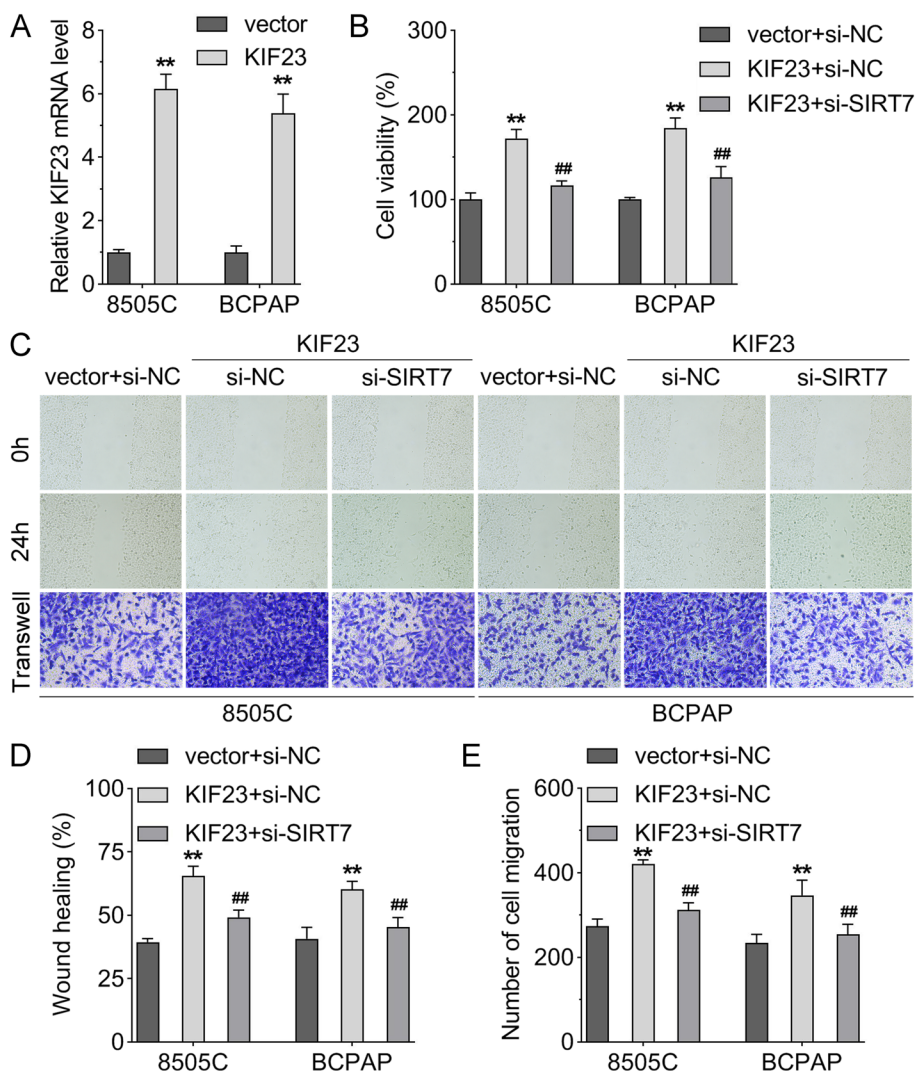 A
Relative KIF23 mRNA level
8
6
4
2
0
vector
KIF23
**
**
8505C
BCPAP
B
Cell viability (%)
300
200
100
0
vector+si-NC
KIF23+si-NC
KIF23+si-SIRT7
**
##
**
##
8505C
BCPAP
C
KIF23
KIF23
vector+si-NC
si-NC
si-SIRT7
vector+si-NC
si-NC
si-SIRT7
0h
24h
Transwell
8505C
BCPAP
D
vector+si-NC
KIF23+si-NC
KIF23+si-SIRT7
Wound healing (%)
100
75
50
25
0
**
##
**
##
8505C
BCPAP
E
vector+si-NC
KIF23+si-NC
KIF23+si-SIRT7
Number of cell migration
600
400
200
0
**
##
**
##
8505C
BCPAP